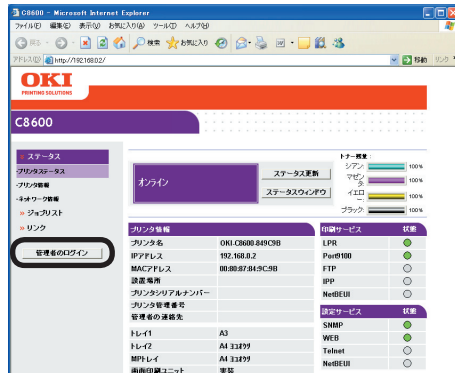 C8600 - Microsoft Internet Explorer
ファイル(F) 編集(E) 表示(V) お気に入り(A) ツール(T) ヘルプ(H)
戻る 検索 お気に入り
アドレス(D) http://192.168.0.2/ 移動 リンク
OKI
PRINTING SOLUTIONS
C8600
ステータス
・プリンタステータス
・プリンタ情報
・ネットワーク情報
» ジョブリスト
» リンク
管理者のログイン
オンライン
ステータス更新
ステータスウィンドウ
トナー残量:
シアン: 100%
マゼンタ: 100%
イエロー: 100%
ブラック: 100%
プリンタ情報
プリンタ名 OKI-C8600-849C9B
IPアドレス 192.168.0.2
MACアドレス 00:80:87:84:9C:9B
設置場所
プリンタシリアルナンバー
プリンタ管理番号
管理者の連絡先
トレイ1 A3
トレイ2 A4 ヨコオクリ
MPトレイ A4 ヨコオクリ
両面印刷ユニット 実装
印刷サービス 状態
LPR
Port9100
FTP
IPP
NetBEUI
設定サービス 状態
SNMP
WEB
Telnet
NetBEUI